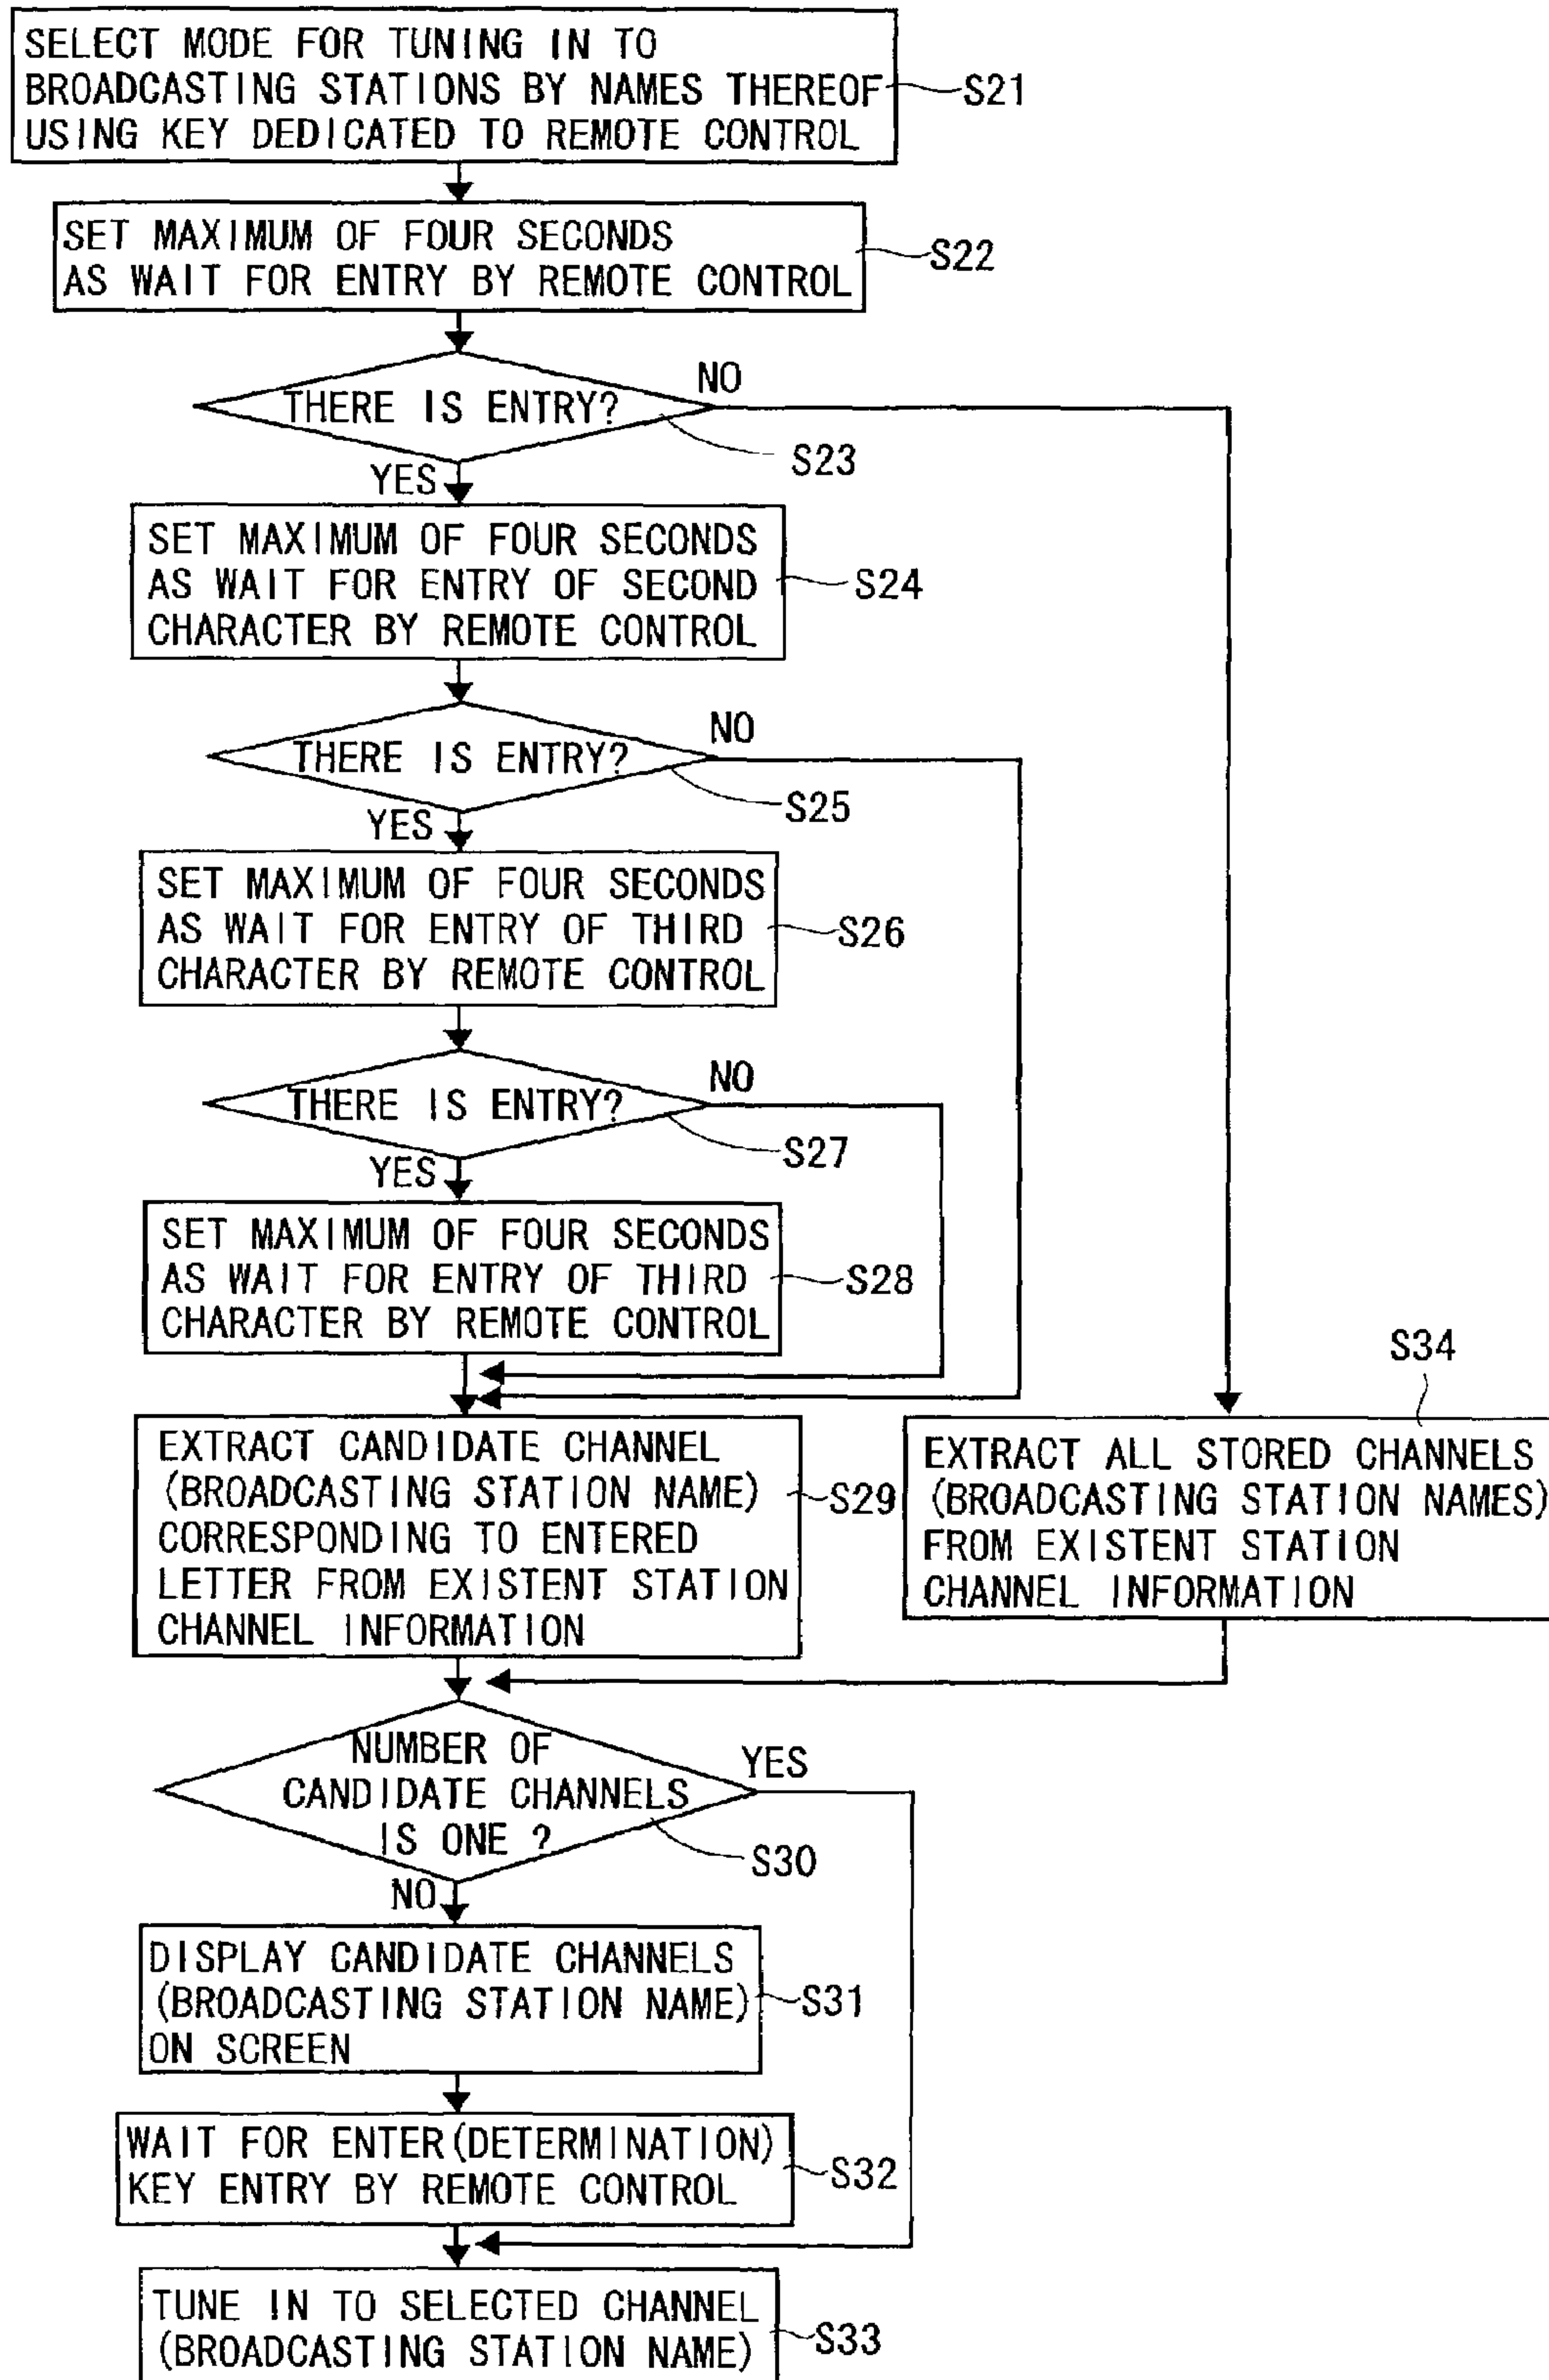 SELECT MODE FOR TUNING IN TO
BROADCASTING STATIONS BY NAMES THEREOF
USING KEY DEDICATED TO REMOTE CONTROL
S21
SET MAXIMUM OF FOUR SECONDS
AS WAIT FOR ENTRY BY REMOTE CONTROL
S22
THERE IS ENTRY?
NO
S23
YES
SET MAXIMUM OF FOUR SECONDS
AS WAIT FOR ENTRY OF SECOND
CHARACTER BY REMOTE CONTROL
S24
THERE IS ENTRY?
NO
S25
YES
SET MAXIMUM OF FOUR SECONDS
AS WAIT FOR ENTRY OF THIRD
CHARACTER BY REMOTE CONTROL
S26
THERE IS ENTRY?
NO
S27
YES
SET MAXIMUM OF FOUR SECONDS
AS WAIT FOR ENTRY OF THIRD
CHARACTER BY REMOTE CONTROL
S28
EXTRACT CANDIDATE CHANNEL
(BROADCASTING STATION NAME)
CORRESPONDING TO ENTERED
LETTER FROM EXISTENT STATION
CHANNEL INFORMATION
S29
S34
EXTRACT ALL STORED CHANNELS
(BROADCASTING STATION NAMES)
FROM EXISTENT STATION
CHANNEL INFORMATION
NUMBER OF
CANDIDATE CHANNELS
IS ONE ?
YES
S30
NO
DISPLAY CANDIDATE CHANNELS
(BROADCASTING STATION NAME)
ON SCREEN
S31
WAIT FOR ENTER(DETERMINATION)
KEY ENTRY BY REMOTE CONTROL
S32
TUNE IN TO SELECTED CHANNEL
(BROADCASTING STATION NAME)
S33